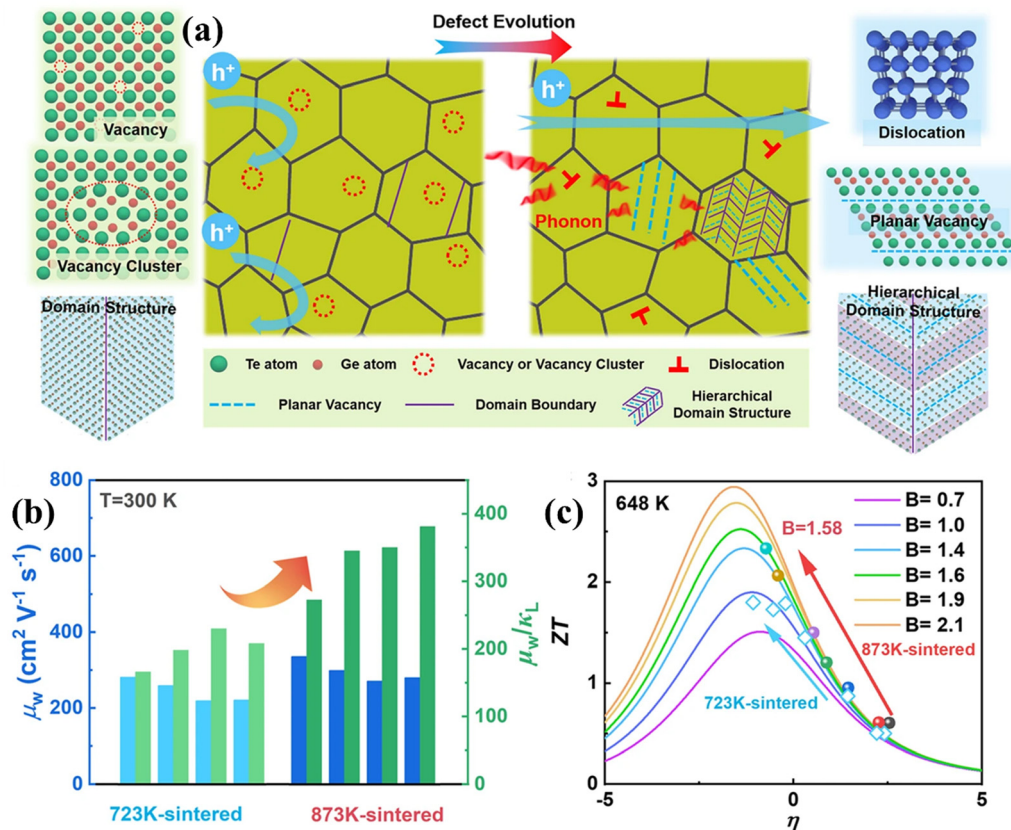 (a)
Defect Evolution
Vacancy
Vacancy Cluster
Domain Structure
h+
h+
h+
Phonon
Dislocation
Planar Vacancy
Hierarchical
Domain Structure
Te atom
Ge atom
Vacancy or Vacancy Cluster
Dislocation
Planar Vacancy
Domain Boundary
Hierarchical
Domain Structure
(b)
T=300 K
μw (cm² V⁻¹ s⁻¹)
800
600
400
200
0
μw/κL
400
300
200
100
0
723K-sintered
873K-sintered
(c)
648 K
ZT
3
2
1
0
B= 0.7
B= 1.0
B= 1.4
B= 1.6
B= 1.9
B= 2.1
B=1.58
873K-sintered
723K-sintered
-5
0
5
η